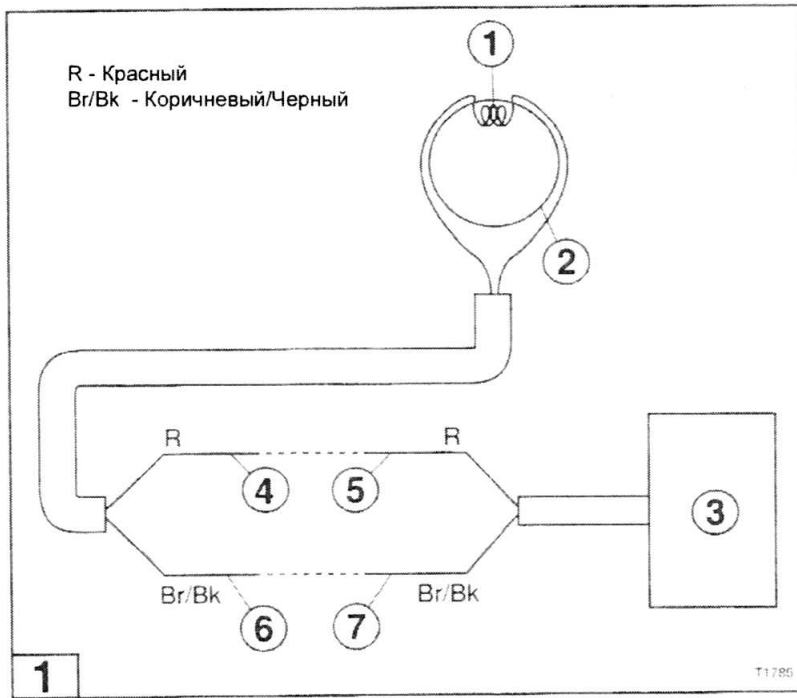 1
R - Красный
Br/Bk - Коричневый/Черный
2
R R
4 5 3
Br/Bk Br/Bk
6 7
1
T1785